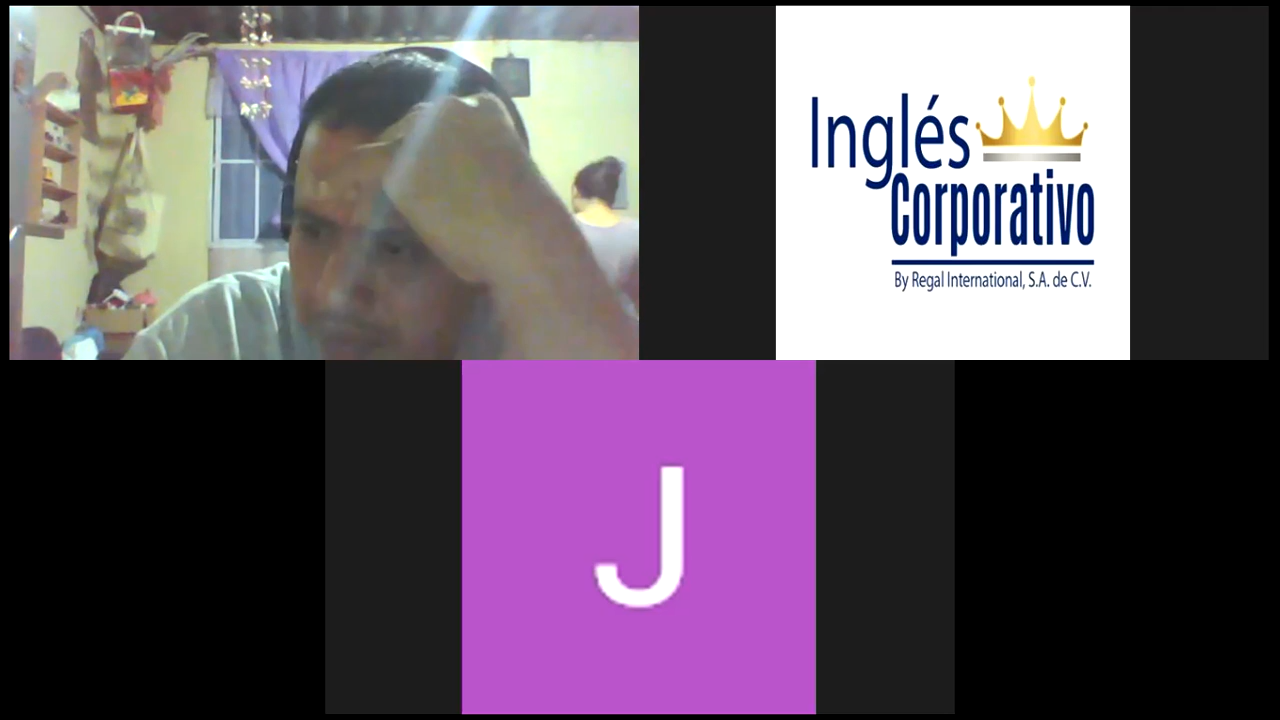 Inglés
Corporativo
By Regal International, S.A. de C.V.
J